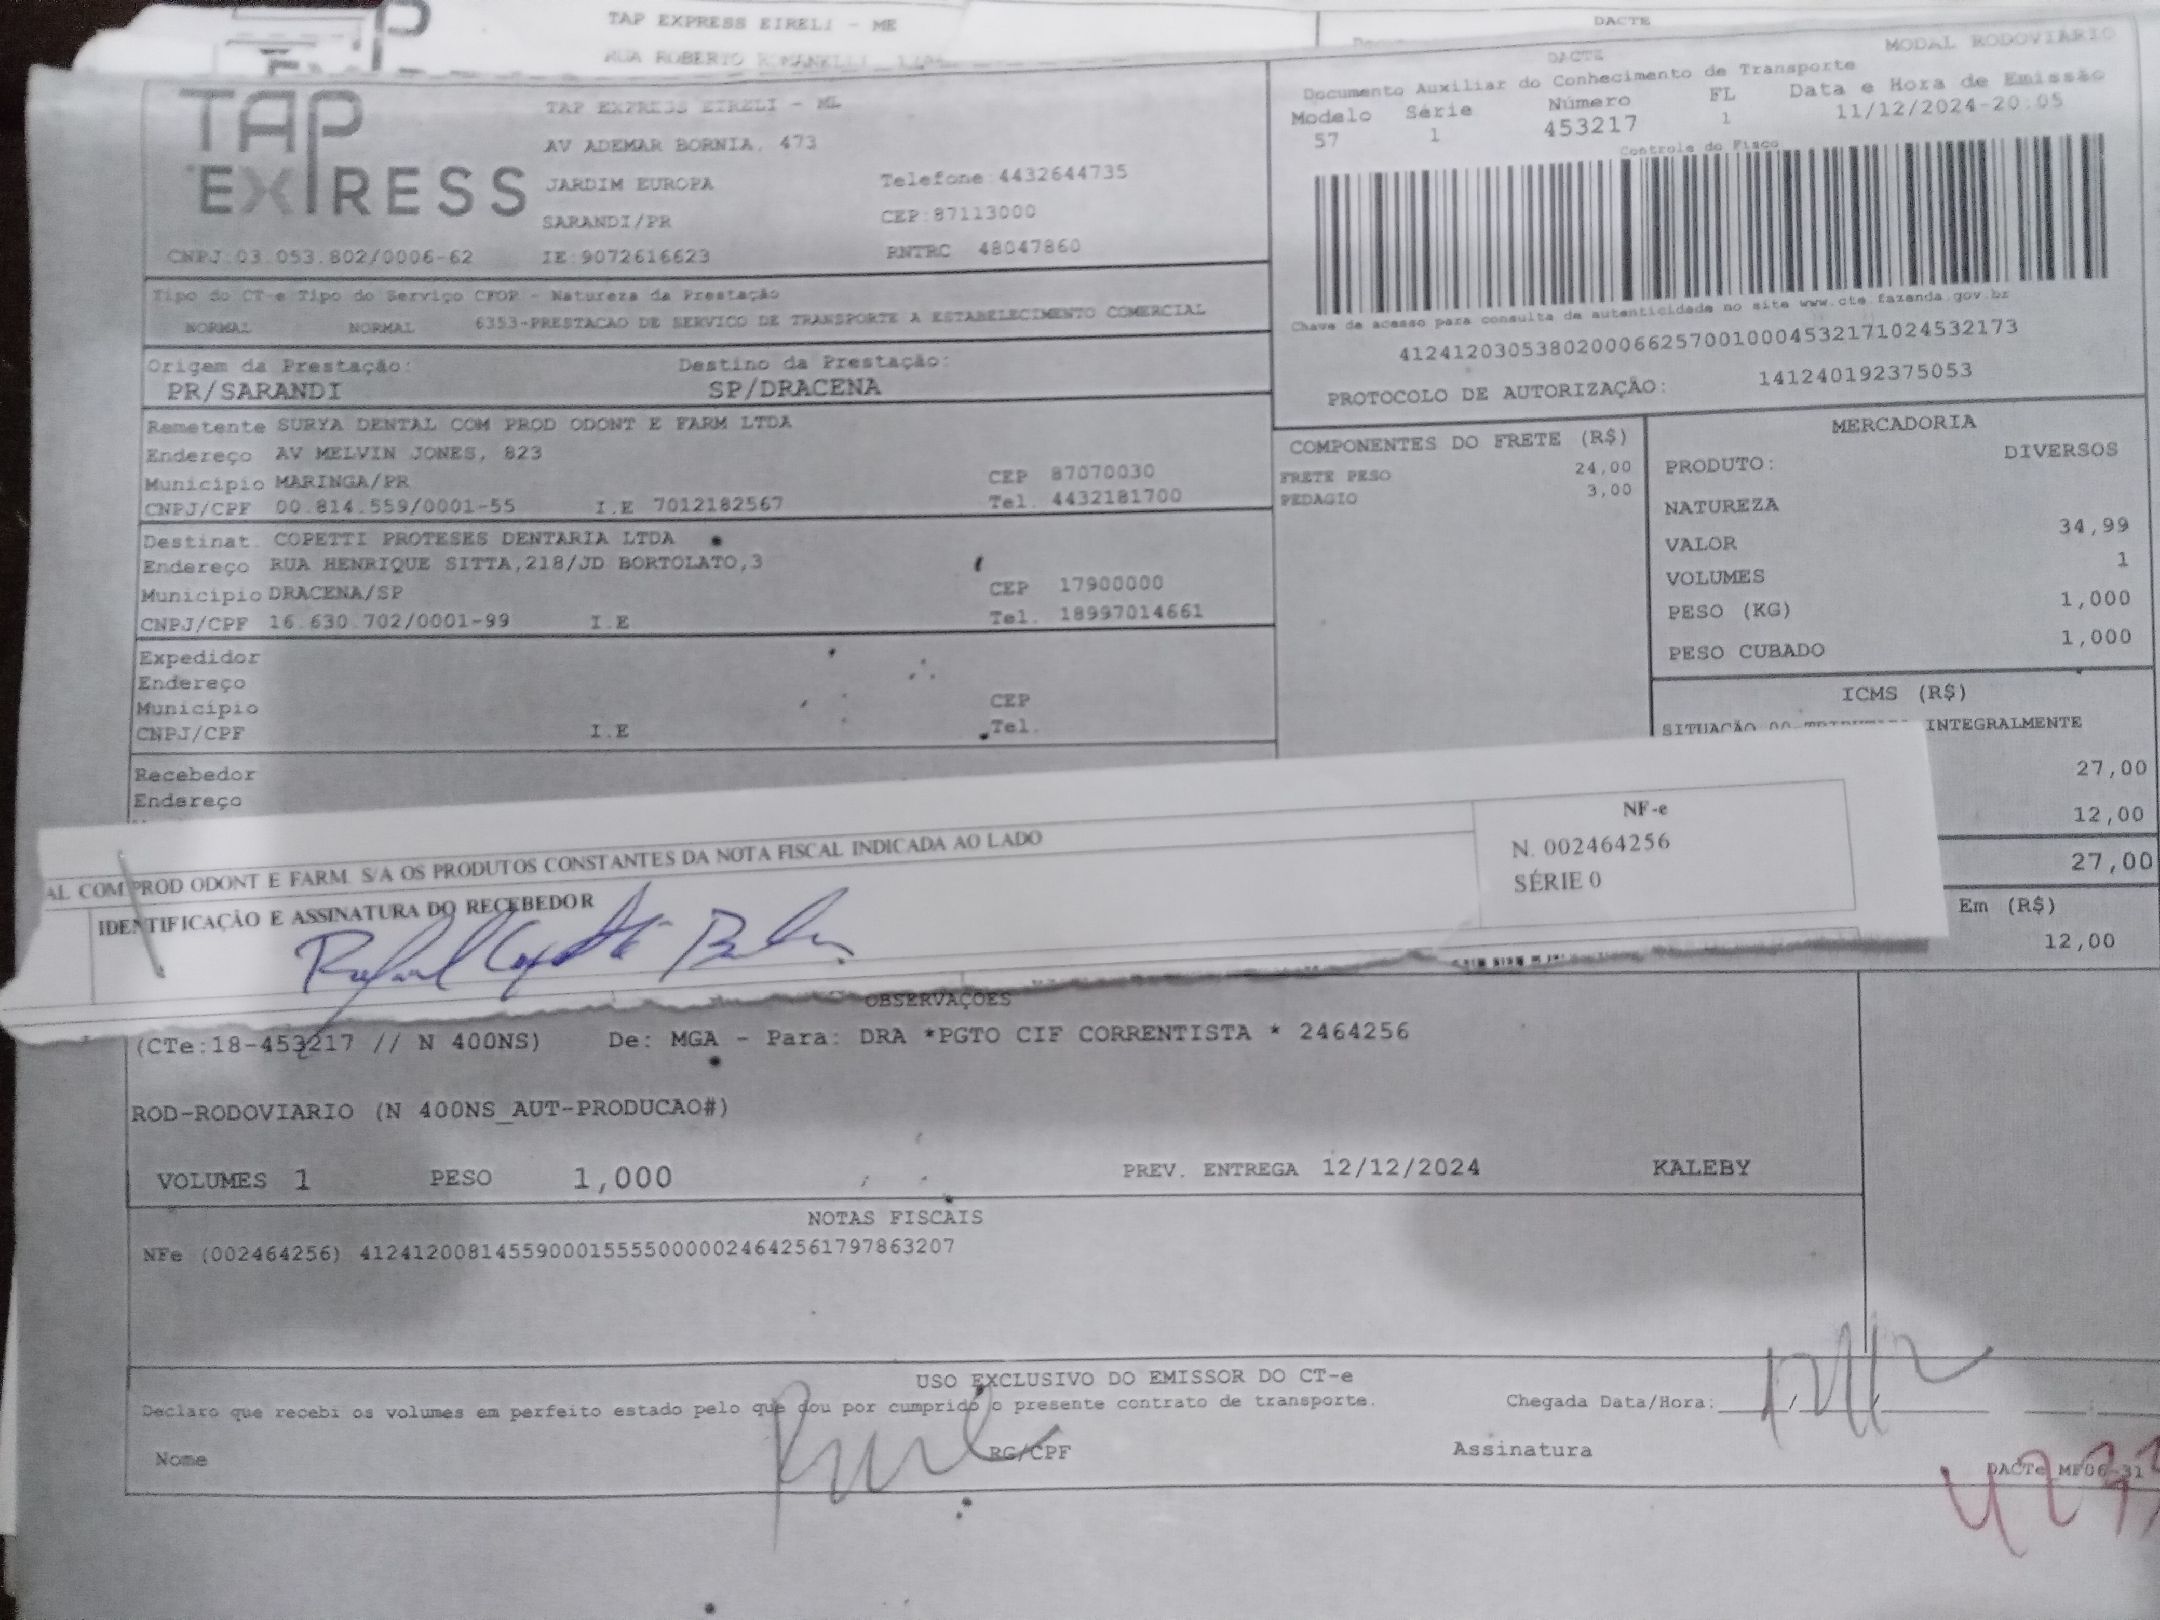 TAP EXPRESS EIRELI - ME
DACTE
RUA ROBERTO
TAP
EXPRESS
TAP EXPRESS EIRELI - ME
AV ADEMAR BORNIA, 473
JARDIM EUROPA
Telefone:4432644735
SARANDI/PR
CEP:87113000
CNPJ:03.053.802/0006-62
IE:9072616623
RNTRC 48047860
DACTE
MODAL RODOVIARIO
Documento Auxiliar do Conhecimento de Transporte
Modelo Série Número FL Data e Hora de Emissão
57 1 453217 1 11/12/2024-20.05
Controle do Fisco
Chave de acesso para consulta de autenticidade no site www.cte.fazenda.gov.br
41241203053802000662570010004532171024532173
PROTOCOLO DE AUTORIZAÇÃO: 141240192375053
Tipo do CT-e Tipo do Serviço CFOP - Natureza da Prestação
NORMAL NORMAL 6353-PRESTACAO DE SERVICO DE TRANSPORTE A ESTABELECIMENTO COMERCIAL
Origem da Prestação: Destino da Prestação:
PR/SARANDI SP/DRACENA
Remetente SURYA DENTAL COM PROD ODONT E FARM LTDA
Endereço AV MELVIN JONES, 823
Município MARINGA/PR CEP 87070030
CNPJ/CPF 00.814.559/0001-55 I.E 7012182567 Tel. 4432181700
Destinat. COPETTI PROTESES DENTARIA LTDA
Endereço RUA HENRIQUE SITTA,218/JD BORTOLATO,3
Município DRACENA/SP CEP 17900000
CNPJ/CPF 16.630.702/0001-99 I.E Tel. 18997014661
Expedidor
Endereço
Município CEP
CNPJ/CPF I.E Tel.
Recebedor
Endereço
COMPONENTES DO FRETE (R$)
FRETE PESO 24,00
PEDAGIO 3,00
MERCADORIA
PRODUTO: DIVERSOS
NATUREZA
VALOR 34,99
VOLUMES 1
PESO (KG) 1,000
PESO CUBADO 1,000
ICMS (R$)
SITUAÇÃO INTEGRALMENTE
27,00
12,00
27,00
Em (R$)
12,00
AL COM PROD ODONT E FARM. S/A OS PRODUTOS CONSTANTES DA NOTA FISCAL INDICADA AO LADO
IDENTIFICAÇÃO E ASSINATURA DO RECEBEDOR
Rafael Copetti
NF-e
N. 002464256
SÉRIE 0
OBSERVAÇÕES
(CTe:18-453217 // N 400NS) De: MGA - Para: DRA *PGTO CIF CORRENTISTA * 2464256
ROD-RODOVIARIO (N 400NS_AUT-PRODUCAO#)
VOLUMES 1 PESO 1,000 PREV. ENTREGA 12/12/2024 KALEBY
NOTAS FISCAIS
NFe (002464256) 41241200814559000155550000024642561797863207
USO EXCLUSIVO DO EMISSOR DO CT-e
Declaro que recebi os volumes em perfeito estado pelo que dou por cumprido o presente contrato de transporte.
Chegada Data/Hora:
Nome RG/CPF Assinatura
DACTe MF06-31